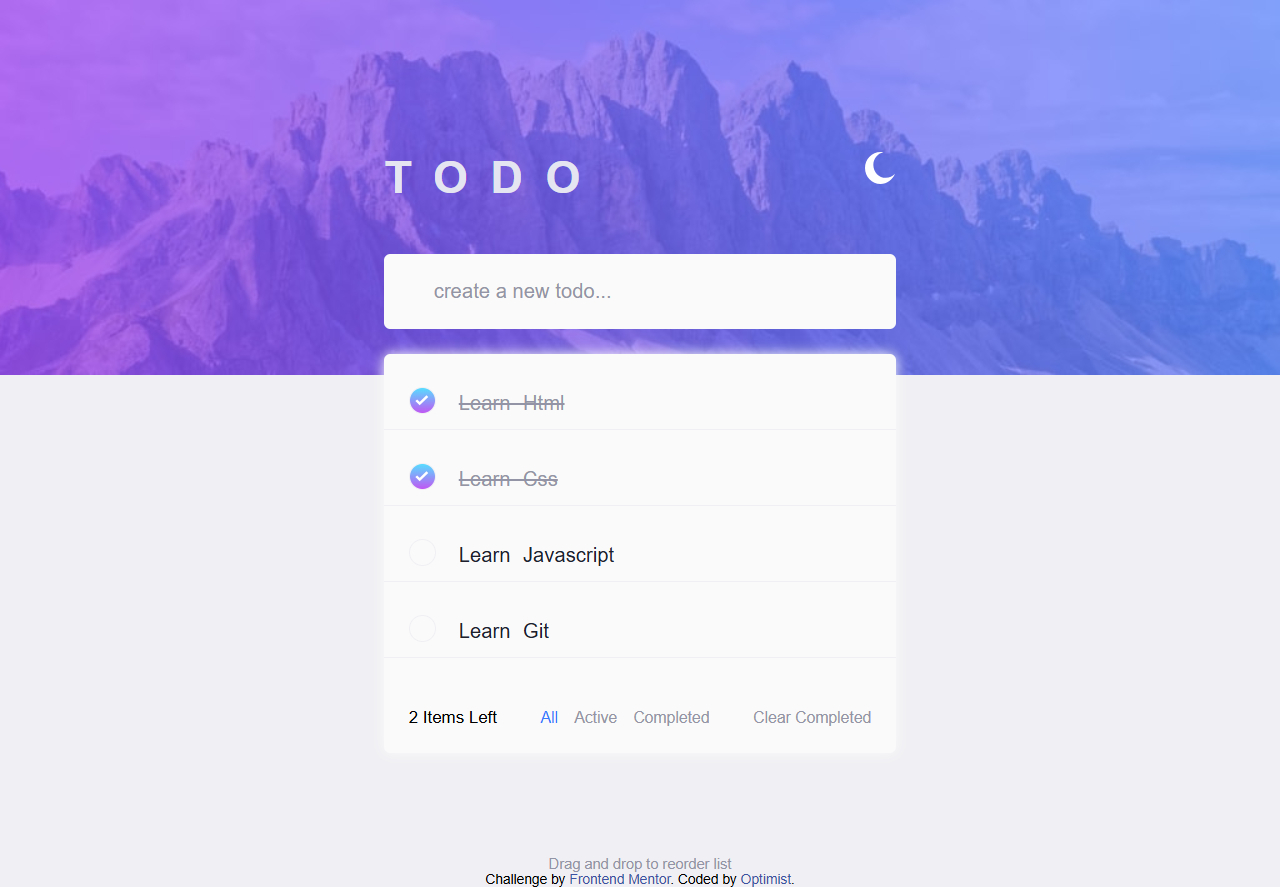 TODO
create a new todo...
Learn Html
Learn Css
Learn Javascript
Learn Git
2 Items Left All Active Completed Clear Completed
Drag and drop to reorder list
Challenge by Frontend Mentor. Coded by Optimist.